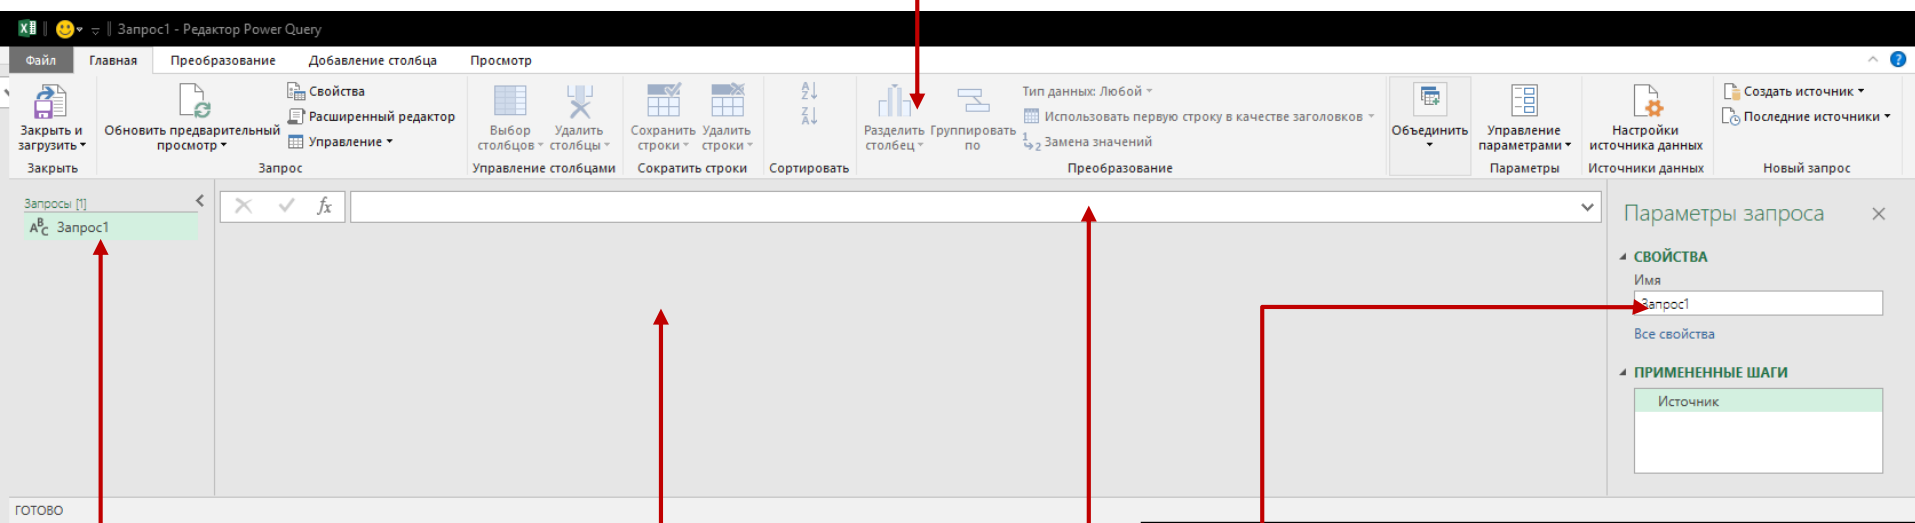 Запрос1 - Редактор Power Query
Файл Главная Преобразование Добавление столбца Просмотр
Закрыть и
загрузить
Закрыть
Обновить предварительный
просмотр
Свойства
Расширенный редактор
Управление
Запрос
Выбор
столбцов
Удалить
столбцы
Управление столбцами
Сохранить
строки
Удалить
строки
Сократить строки
Сортировать
Разделить
столбец
Группировать
по
Тип данных: Любой
Использовать первую строку в качестве заголовков
Замена значений
Преобразование
Объединить
Управление
параметрами
Параметры
Настройки
источника данных
Источники данных
Создать источник
Последние источники
Новый запрос
Запросы [1]
ABC Запрос1
fx
Параметры запроса
СВОЙСТВА
Имя
Запрос1
Все свойства
ПРИМЕНЕННЫЕ ШАГИ
Источник
ГОТОВО